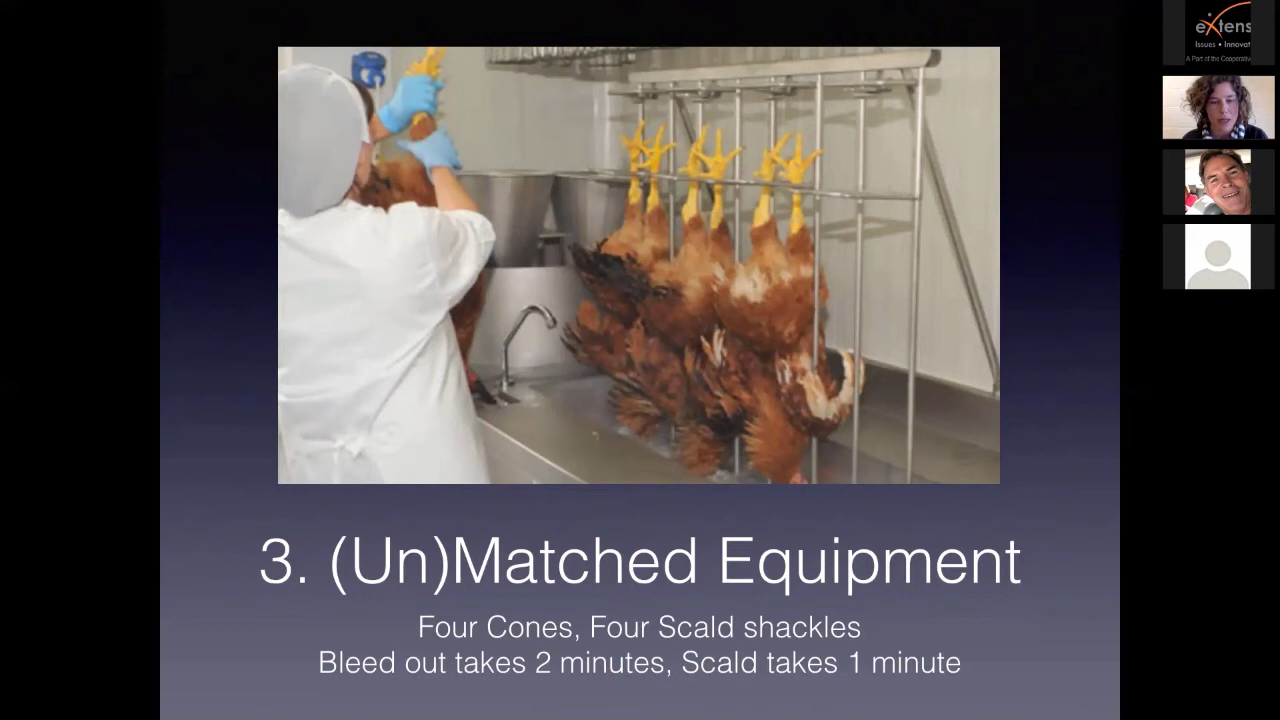 3. (Un)Matched Equipment
Four Cones, Four Scald shackles
Bleed out takes 2 minutes, Scald takes 1 minute
eXtens
Issues • Innovat
A Part of the Cooperativ